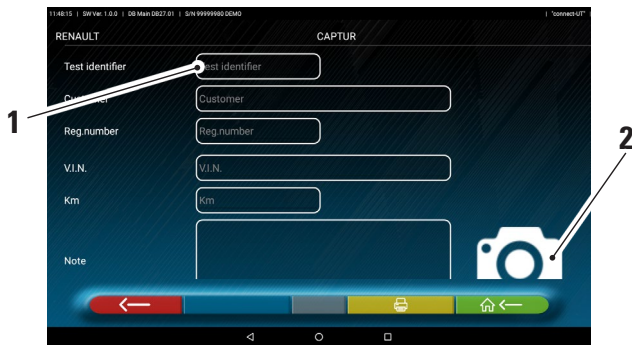 11:48:15 | SW Ver. 1.0.0 | DB Main DB27.01 | S/N 99999980 DEMO | "connect-UT" |
RENAULT CAPTUR
Test identifier Test identifier
1
Customer Customer
Reg.number Reg.number
2
V.I.N. V.I.N.
Km Km
Note